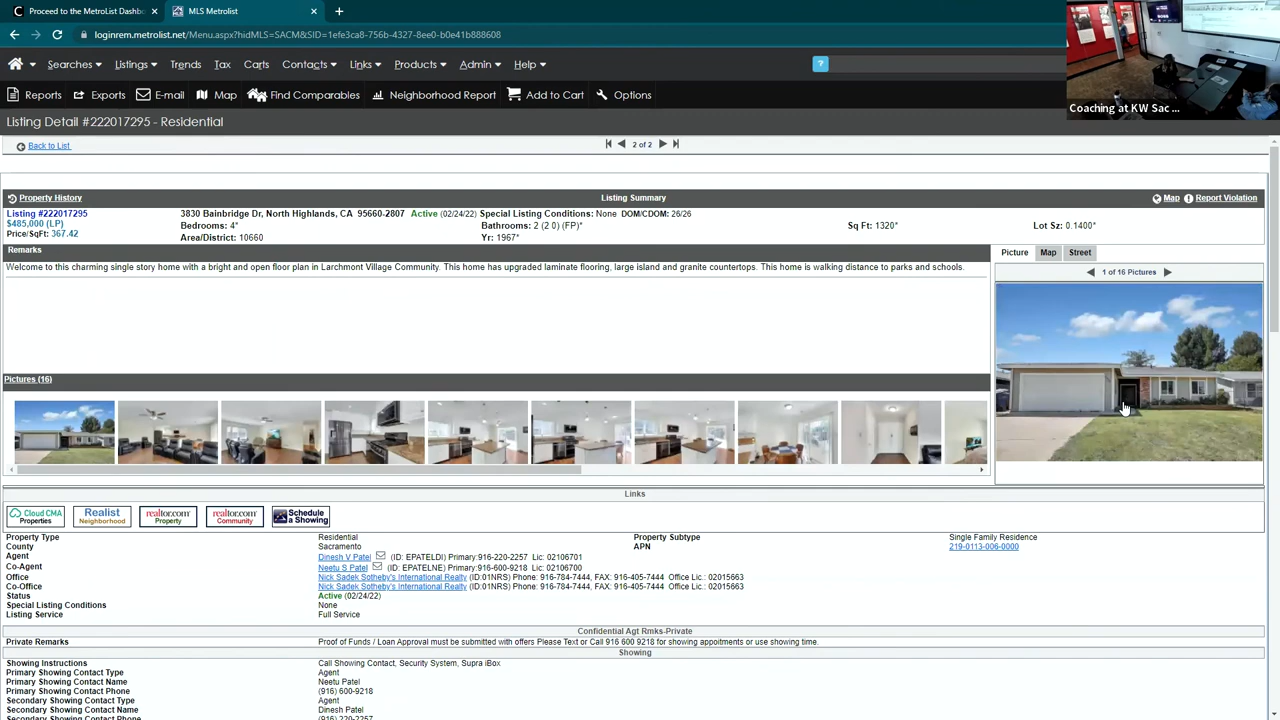 Proceed to the MetroList Dashbo
MLS Metrolist
loginrem.metrolist.net/Menu.aspx?hidMLS=SACM&SID=1efe3ca8-756b-4327-8ee0-b0e41b888608
Searches Listings Trends Tax Carts Contacts Links Products Admin Help ?
Reports Exports E-mail Map Find Comparables Neighborhood Report Add to Cart Options
Coaching at KW Sac ...
Listing Detail #222017295 - Residential
Back to List 2 of 2
Property History Listing Summary Map Report Violation
Listing #222017295 3830 Bainbridge Dr, North Highlands, CA 95660-2807 Active (02/24/22) Special Listing Conditions: None DOM/CDOM: 26/26
$485,000 (LP) Bedrooms: 4* Bathrooms: 2 (2 0) (FP)* Sq Ft: 1320* Lot Sz: 0.1400*
Price/SqFt: 367.42 Area/District: 10660 Yr: 1967*
Remarks Picture Map Street
Welcome to this charming single story home with a bright and open floor plan in Larchmont Village Community. This home has upgraded laminate flooring, large island and granite countertops. This home is walking distance to parks and schools.
1 of 16 Pictures
Pictures (16)
Links
Cloud CMA Properties Realist Neighborhood realtor.com Property realtor.com Community Schedule a Showing
Property Type Residential Property Subtype Single Family Residence
County Sacramento APN 219-0113-006-0000
Agent Dinesh V Patel (ID: EPATELDI) Primary:916-220-2257 Lic: 02106701
Co-Agent Neetu S Patel (ID: EPATELNE) Primary:916-600-9218 Lic: 02106700
Office Nick Sadek Sotheby's International Realty (ID:01NRS) Phone: 916-784-7444, FAX: 916-405-7444 Office Lic.: 02015663
Co-Office Nick Sadek Sotheby's International Realty (ID:01NRS) Phone: 916-784-7444, FAX: 916-405-7444 Office Lic.: 02015663
Status Active (02/24/22)
Special Listing Conditions None
Listing Service Full Service
Confidential Agt Rmks-Private
Private Remarks Proof of Funds / Loan Approval must be submitted with offers Please Text or Call 916 600 9218 for showing appoitments or use showing time.
Showing
Showing Instructions Call Showing Contact, Security System, Supra iBox
Primary Showing Contact Type Agent
Primary Showing Contact Name Neetu Patel
Primary Showing Contact Phone (916) 600-9218
Secondary Showing Contact Type Agent
Secondary Showing Contact Name Dinesh Patel
Secondary Showing Contact Phone (916) 220-2257